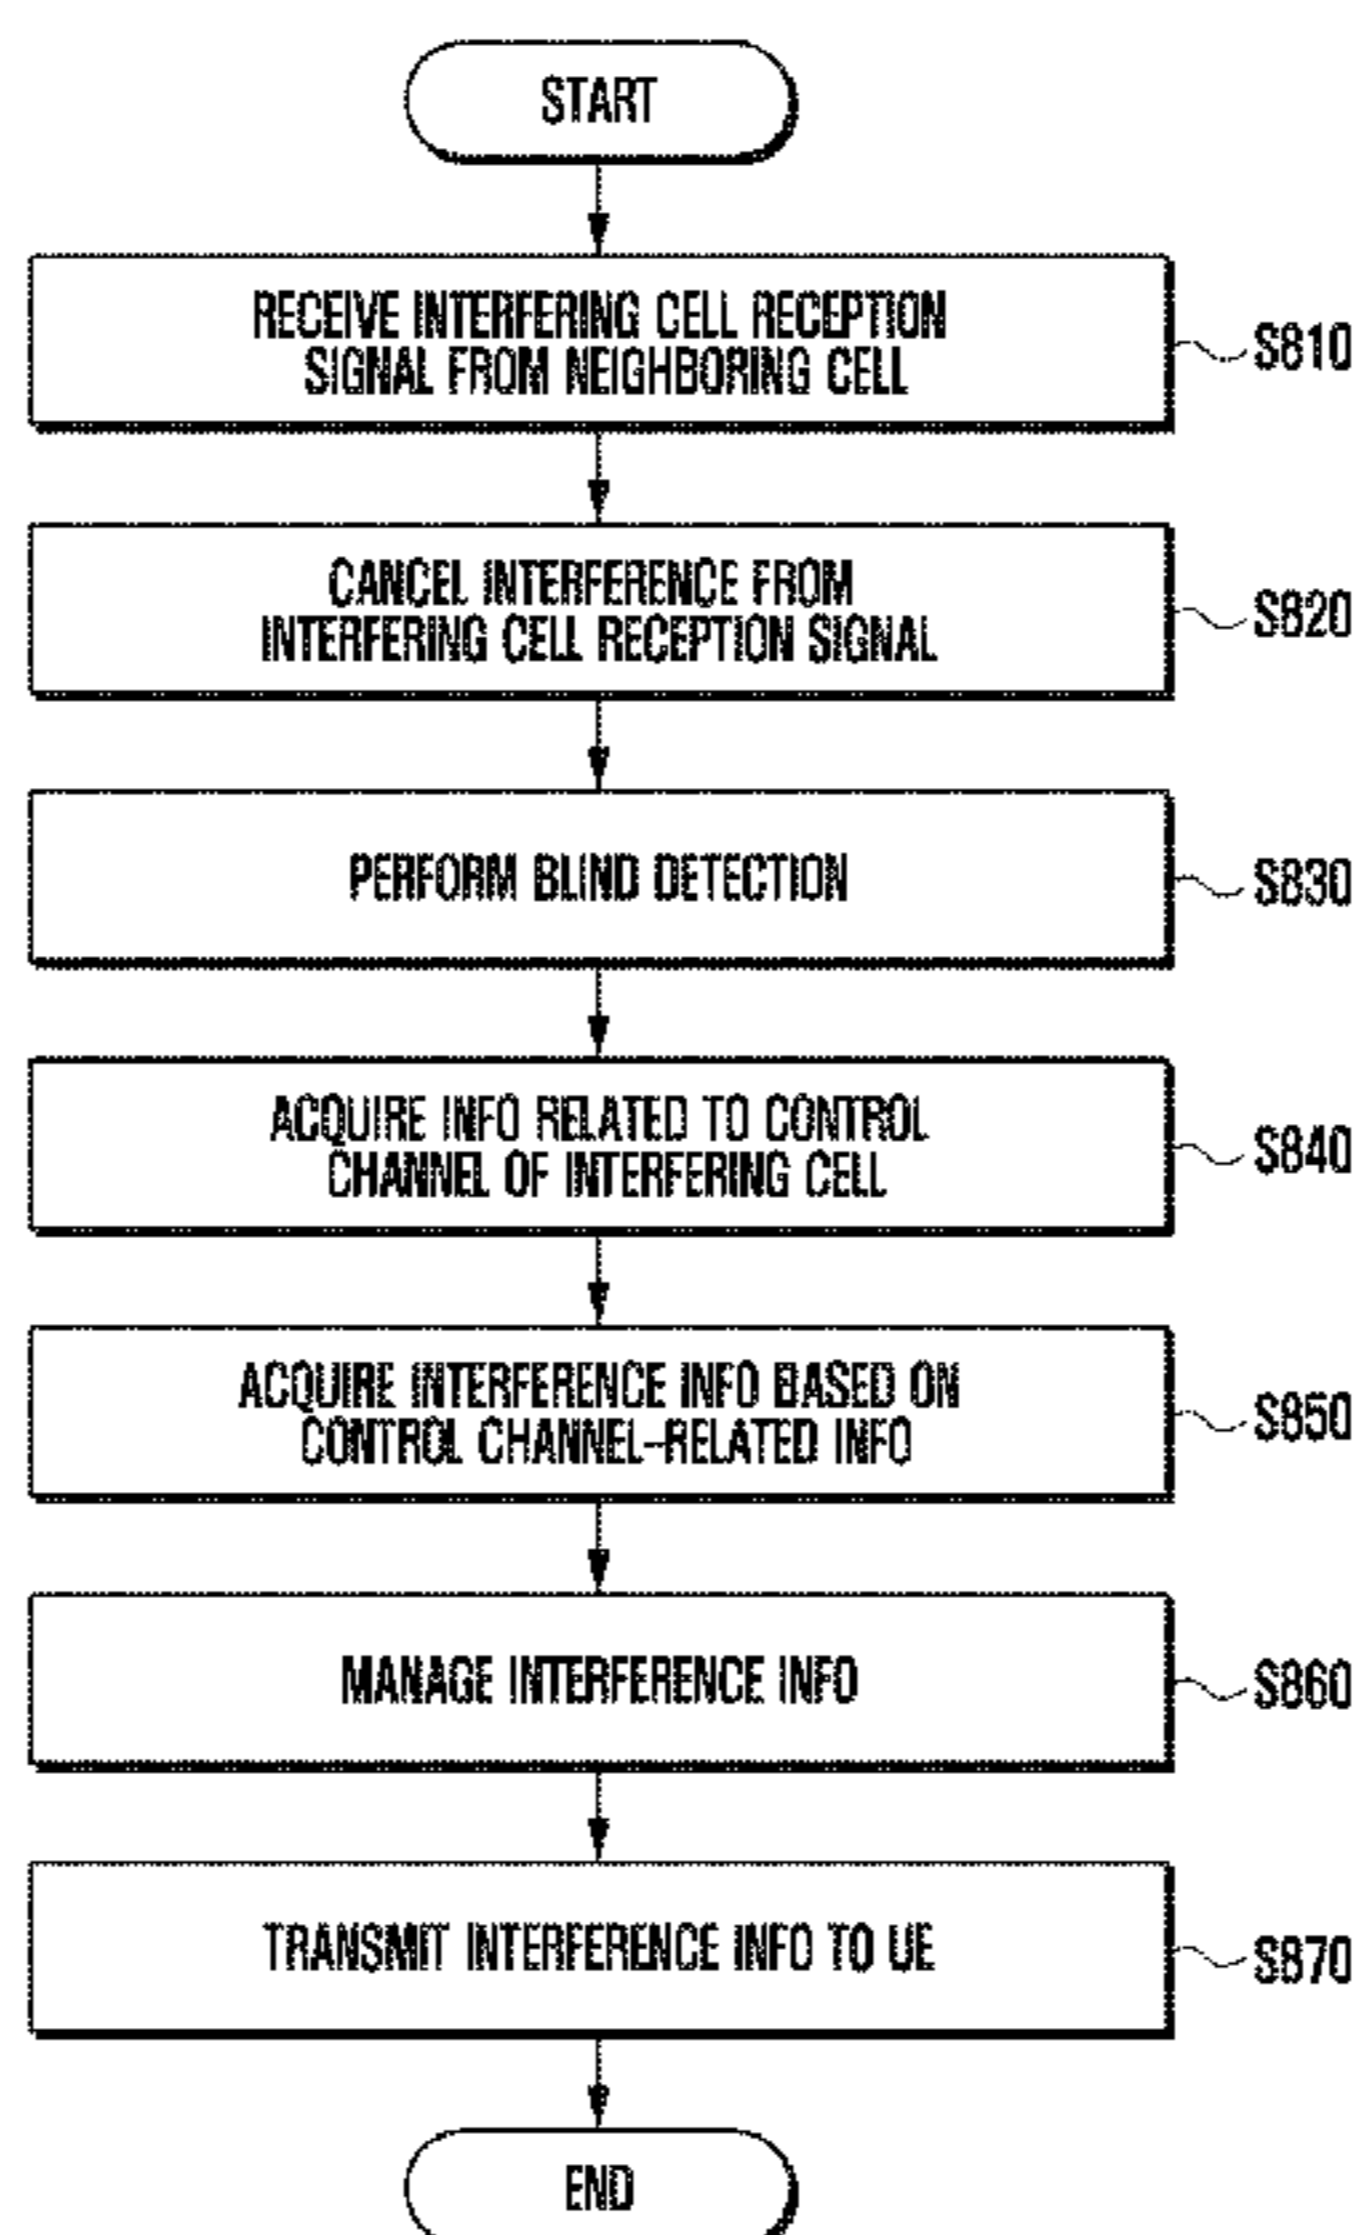 START
RECEIVE INTERFERING CELL RECEPTION
SIGNAL FROM NEIGHBORING CELL
S810
CANCEL INTERFERENCE FROM
INTERFERING CELL RECEPTION SIGNAL
S820
PERFORM BLIND DETECTION
S830
ACQUIRE INFO RELATED TO CONTROL
CHANNEL OF INTERFERING CELL
S840
ACQUIRE INTERFERENCE INFO BASED ON
CONTROL CHANNEL-RELATED INFO
S850
MANAGE INTERFERENCE INFO
S860
TRANSMIT INTERFERENCE INFO TO UE
S870
END